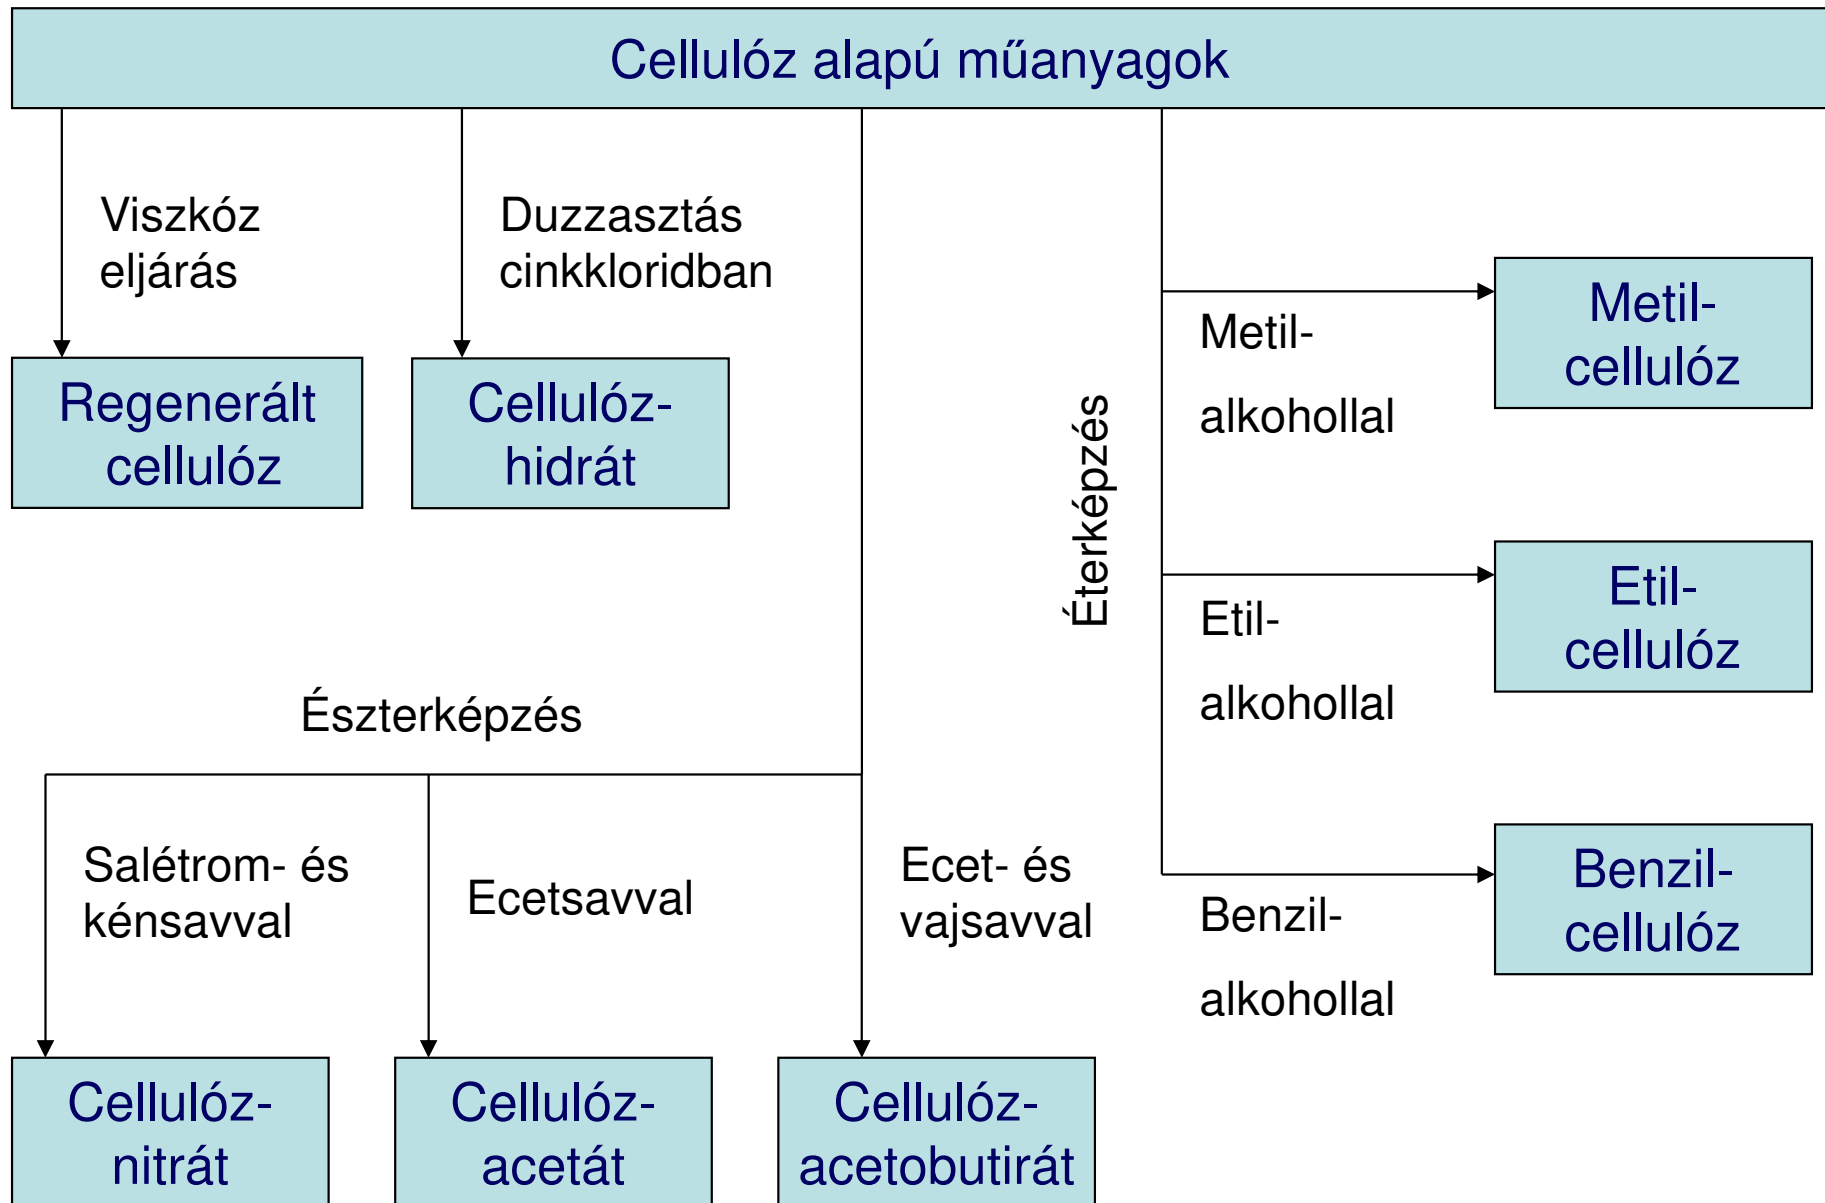 Cellulóz alapú műanyagok
Viszkóz
eljárás
Duzzasztás
cinkkloridban
Regenerált
cellulóz
Cellulóz-
hidrát
Éterképzés
Metil-
alkohollal
Metil-
cellulóz
Etil-
alkohollal
Etil-
cellulóz
Benzil-
alkohollal
Benzil-
cellulóz
Észterképzés
Salétrom- és
kénsavval
Ecetsavval
Ecet- és
vajsavval
Cellulóz-
nitrát
Cellulóz-
acetát
Cellulóz-
acetobutirát